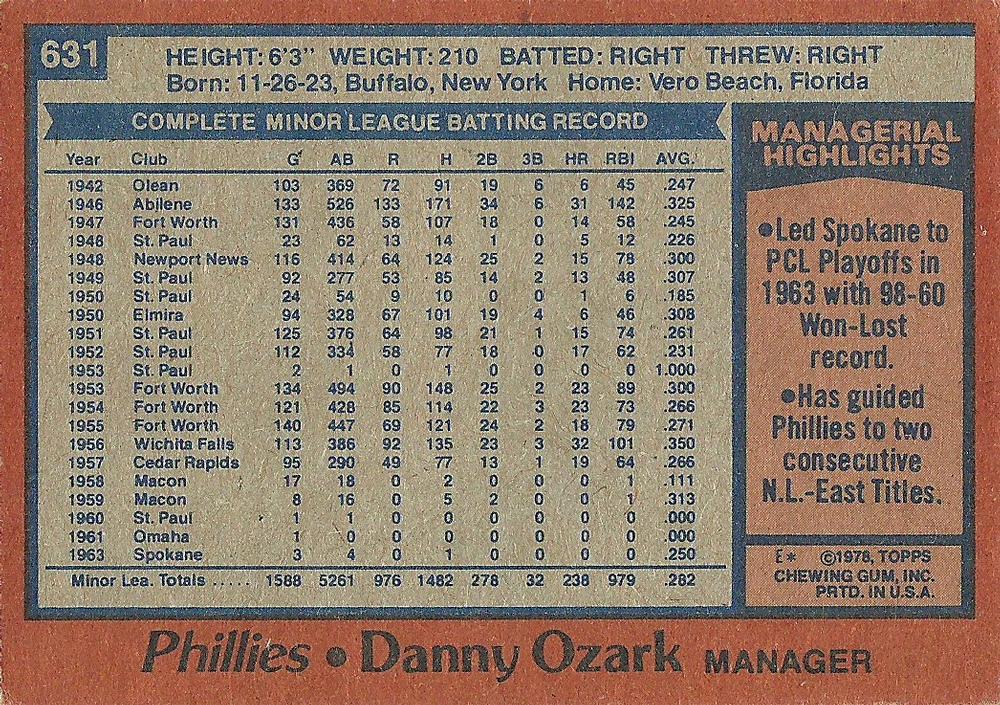 631
HEIGHT: 6'3" WEIGHT: 210 BATTED: RIGHT THREW: RIGHT
Born: 11-26-23, Buffalo, New York Home: Vero Beach, Florida
COMPLETE MINOR LEAGUE BATTING RECORD
Year Club G AB R H 2B 3B HR RBI AVG.
1942 Olean 103 369 72 91 19 6 6 45 .247
1946 Abilene 133 526 133 171 34 6 31 142 .325
1947 Fort Worth 131 436 58 107 18 0 14 58 .245
1948 St. Paul 23 62 13 14 1 0 5 12 .226
1948 Newport News 116 414 64 124 25 2 15 78 .300
1949 St. Paul 92 277 53 85 14 2 13 48 .307
1950 St. Paul 24 54 9 10 0 0 1 6 .185
1950 Elmira 94 328 67 101 19 4 6 46 .308
1951 St. Paul 125 376 64 98 21 1 15 74 .261
1952 St. Paul 112 334 58 77 18 0 17 62 .231
1953 St. Paul 2 1 0 1 0 0 0 0 1.000
1953 Fort Worth 134 494 90 148 25 2 23 89 .300
1954 Fort Worth 121 428 85 114 22 3 23 73 .266
1955 Fort Worth 140 447 69 121 24 2 18 79 .271
1956 Wichita Falls 113 386 92 135 23 3 32 101 .350
1957 Cedar Rapids 95 290 49 77 13 1 19 64 .266
1958 Macon 17 18 0 2 0 0 0 1 .111
1959 Macon 8 16 0 5 2 0 0 1 .313
1960 St. Paul 1 1 0 0 0 0 0 0 .000
1961 Omaha 1 0 0 0 0 0 0 0 .000
1963 Spokane 3 4 0 1 0 0 0 0 .250
Minor Lea. Totals ..... 1588 5261 976 1482 278 32 238 979 .282
MANAGERIAL
HIGHLIGHTS
•Led Spokane to
PCL Playoffs in
1963 with 98-60
Won-Lost
record.
•Has guided
Phillies to two
consecutive
N.L.-East Titles.
E* ©1978, TOPPS
CHEWING GUM, INC.
PRTD. IN U.S.A.
Phillies • Danny Ozark MANAGER